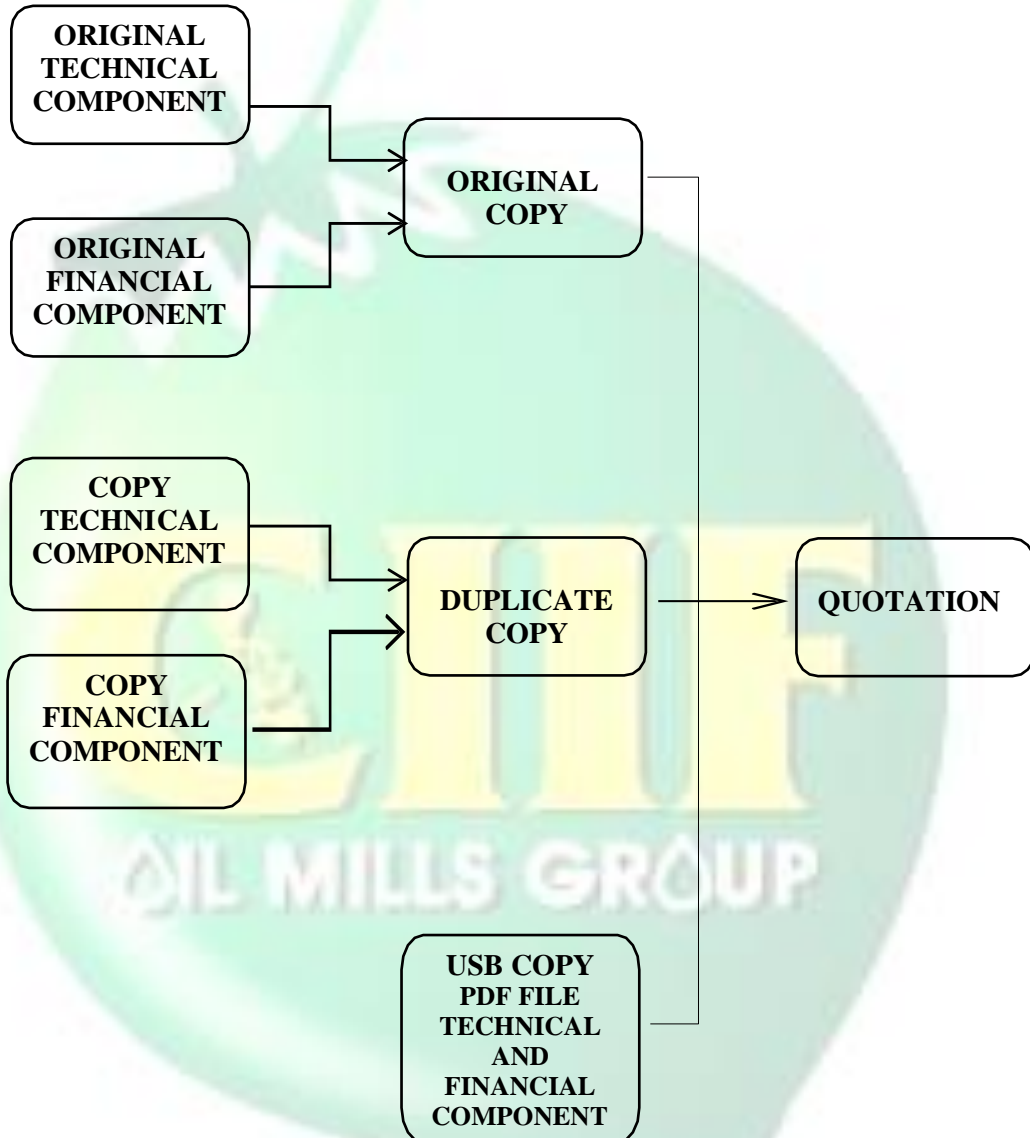 ORIGINAL
TECHNICAL
COMPONENT
ORIGINAL
COPY
ORIGINAL
FINANCIAL
COMPONENT
COPY
TECHNICAL
COMPONENT
DUPLICATE
COPY
QUOTATION
COPY
FINANCIAL
COMPONENT
CIIF
OIL MILLS GROUP
USB COPY
PDF FILE
TECHNICAL
AND
FINANCIAL
COMPONENT